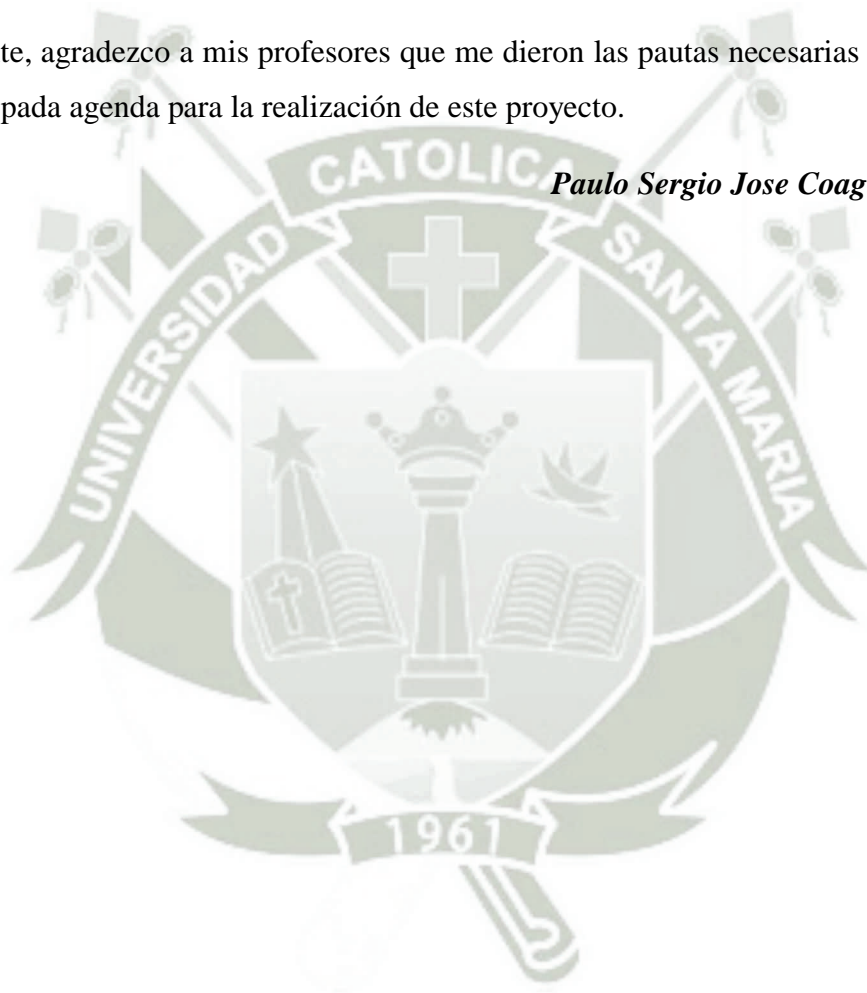 te, agradezco a mis profesores que me dieron las pautas necesarias
pada agenda para la realización de este proyecto.
CATOLICA
Paulo Sergio Jose Coag
UNIVERSIDAD
SANTA MARIA
1961